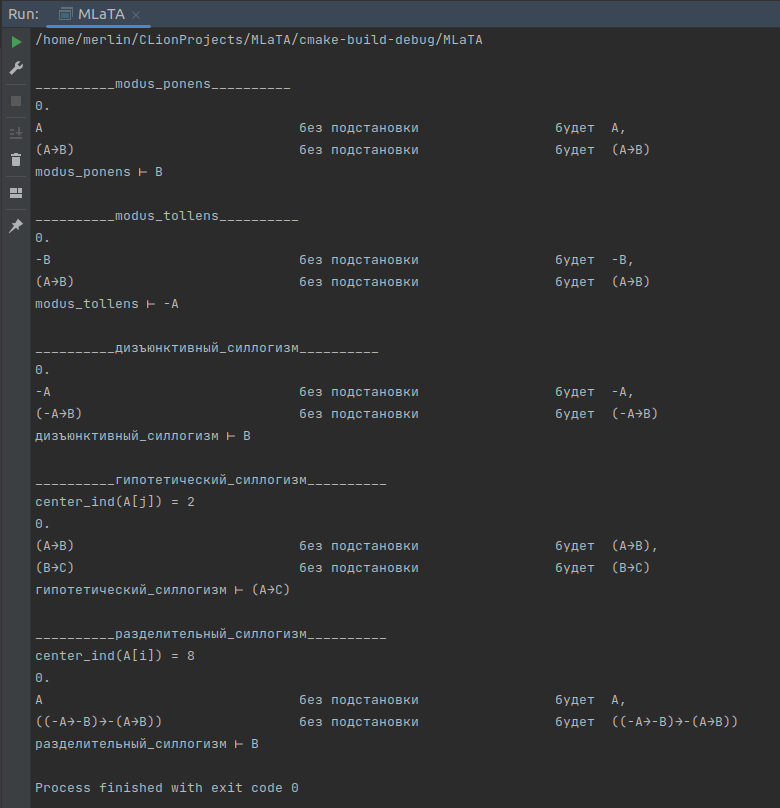 Run: MLaTA
/home/merlin/CLionProjects/MLaTA/cmake-build-debug/MLaTA
__________modus_ponens__________
0.
A без подстановки будет A,
(A→B) без подстановки будет (A→B)
modus_ponens ⊢ B
__________modus_tollens__________
0.
-B без подстановки будет -B,
(A→B) без подстановки будет (A→B)
modus_tollens ⊢ -A
__________дизъюнктивный_силлогизм__________
0.
-A без подстановки будет -A,
(-A→B) без подстановки будет (-A→B)
дизъюнктивный_силлогизм ⊢ B
__________гипотетический_силлогизм__________
center_ind(A[j]) = 2
0.
(A→B) без подстановки будет (A→B),
(B→C) без подстановки будет (B→C)
гипотетический_силлогизм ⊢ (A→C)
__________разделительный_силлогизм__________
center_ind(A[i]) = 8
0.
A без подстановки будет A,
((-A→-B)→-(A→B)) без подстановки будет ((-A→-B)→-(A→B))
разделительный_силлогизм ⊢ B
Process finished with exit code 0